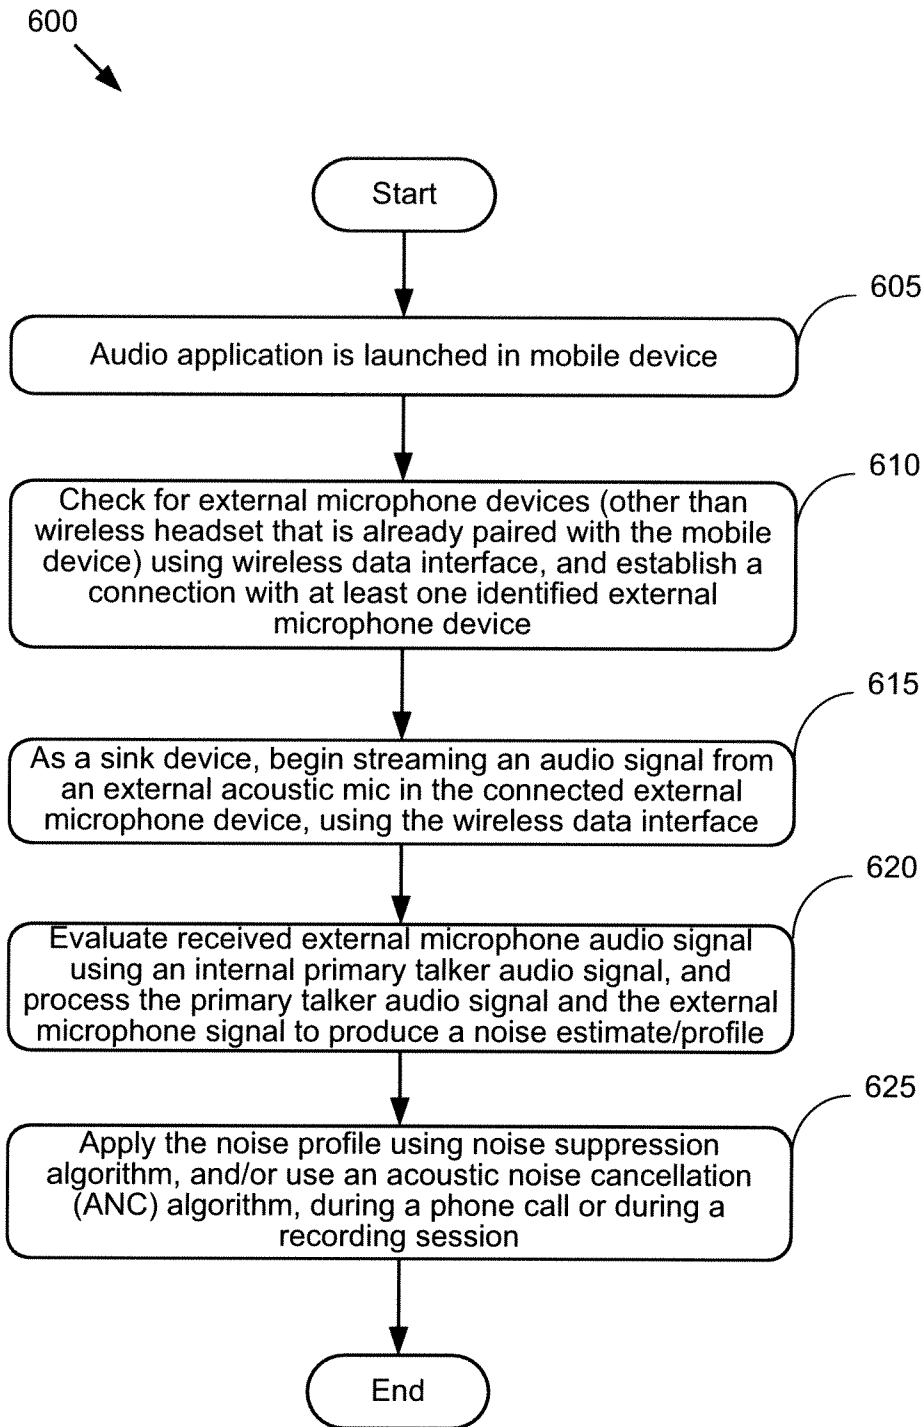 600
Start
605
Audio application is launched in mobile device
610
Check for external microphone devices (other than
wireless headset that is already paired with the mobile
device) using wireless data interface, and establish a
connection with at least one identified external
microphone device
615
As a sink device, begin streaming an audio signal from
an external acoustic mic in the connected external
microphone device, using the wireless data interface
620
Evaluate received external microphone audio signal
using an internal primary talker audio signal, and
process the primary talker audio signal and the external
microphone signal to produce a noise estimate/profile
625
Apply the noise profile using noise suppression
algorithm, and/or use an acoustic noise cancellation
(ANC) algorithm, during a phone call or during a
recording session
End